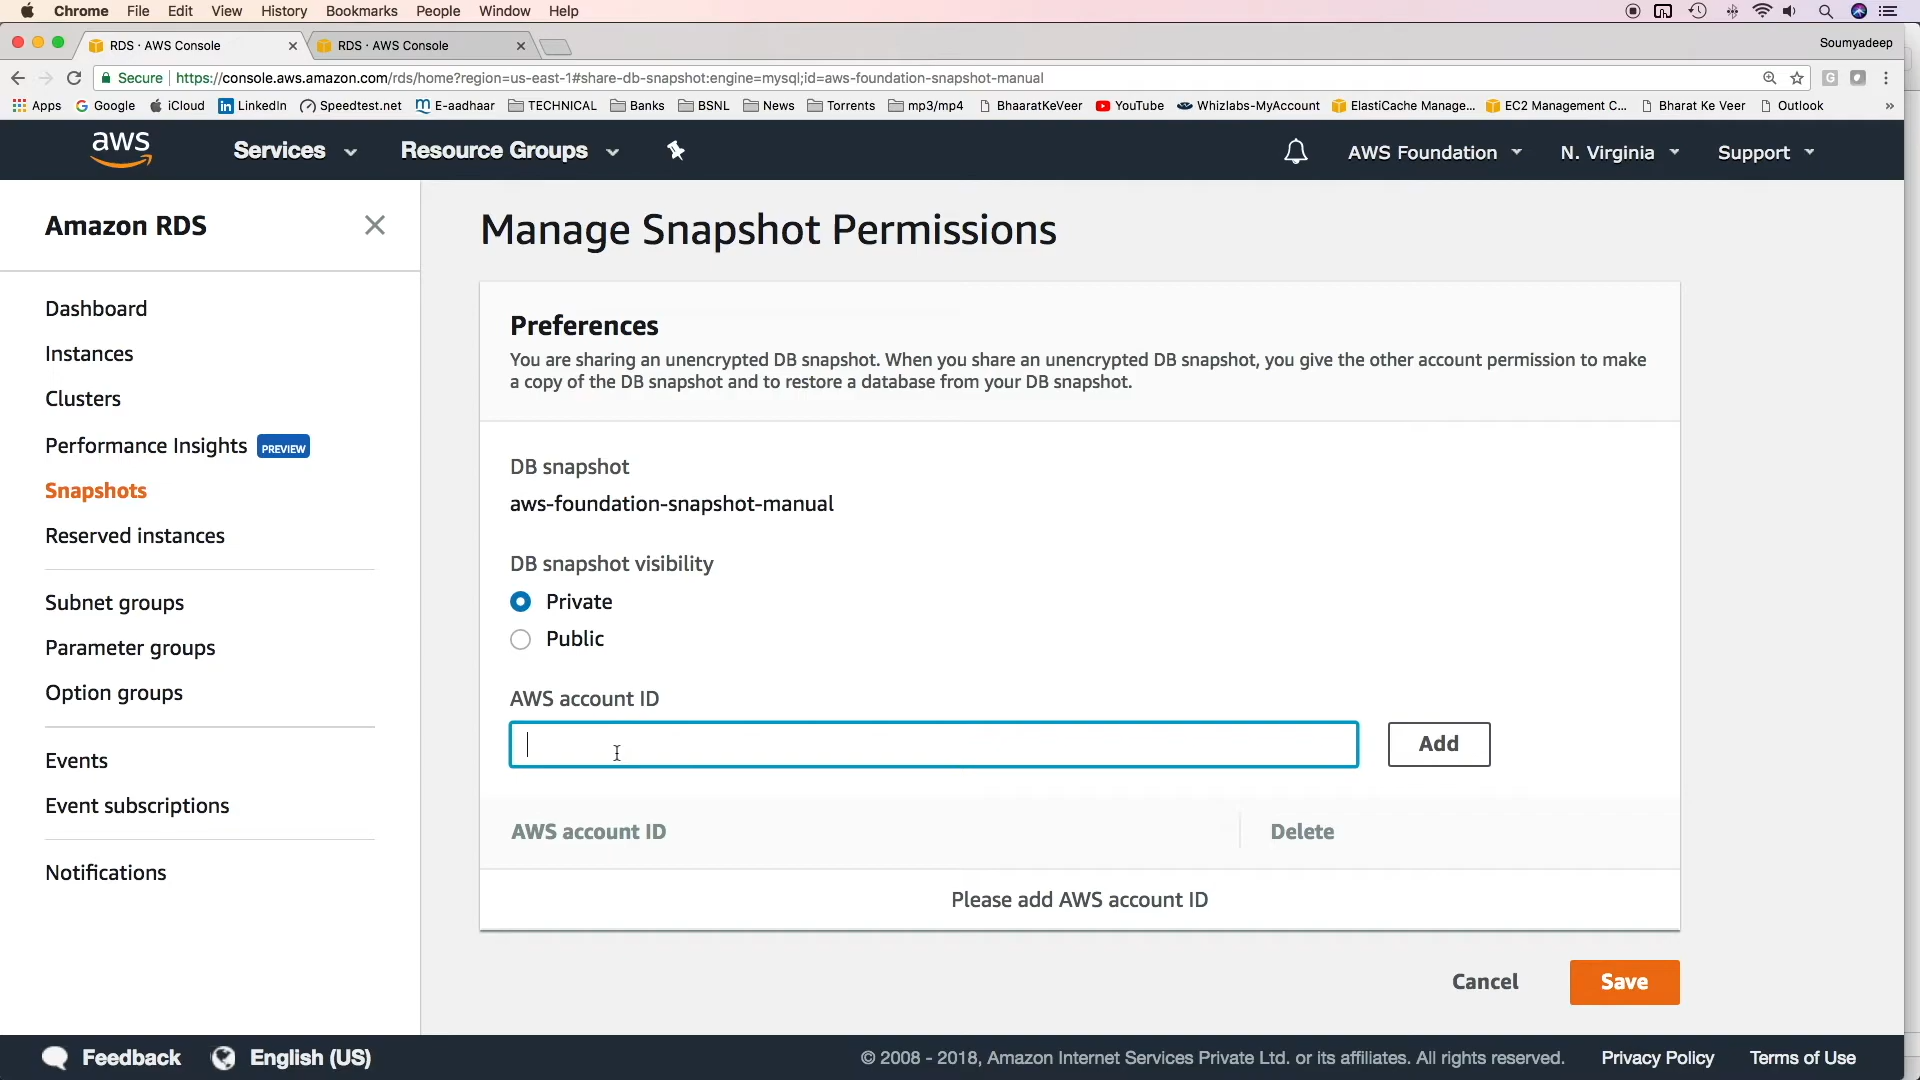 Chrome File Edit View History Bookmarks People Window Help
RDS · AWS Console RDS · AWS Console Soumyadeep
Secure https://console.aws.amazon.com/rds/home?region=us-east-1#share-db-snapshot:engine=mysql;id=aws-foundation-snapshot-manual
Apps Google iCloud LinkedIn Speedtest.net E-aadhaar TECHNICAL Banks BSNL News Torrents mp3/mp4 BhaaratKeVeer YouTube Whizlabs-MyAccount ElastiCache Manage... EC2 Management C... Bharat Ke Veer Outlook »
aws Services Resource Groups AWS Foundation N. Virginia Support
Amazon RDS
Dashboard
Instances
Clusters
Performance Insights PREVIEW
Snapshots
Reserved instances
Subnet groups
Parameter groups
Option groups
Events
Event subscriptions
Notifications
Manage Snapshot Permissions
Preferences
You are sharing an unencrypted DB snapshot. When you share an unencrypted DB snapshot, you give the other account permission to make
a copy of the DB snapshot and to restore a database from your DB snapshot.
DB snapshot
aws-foundation-snapshot-manual
DB snapshot visibility
Private
Public
AWS account ID
Add
AWS account ID Delete
Please add AWS account ID
Cancel Save
Feedback English (US) © 2008 - 2018, Amazon Internet Services Private Ltd. or its affiliates. All rights reserved. Privacy Policy Terms of Use